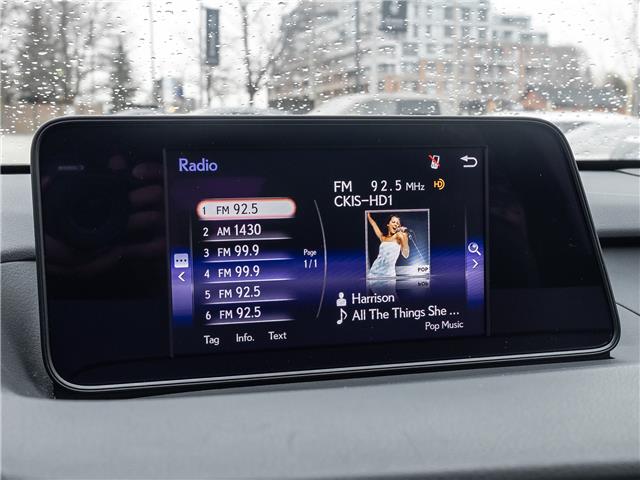 Radio
FM 92.5 MHz HD
CKIS-HD1
1 FM 92.5
2 AM 1430
3 FM 99.9
4 FM 99.9
5 FM 92.5
6 FM 92.5
Page
1/1
POP
Harrison
All The Things She ...
Pop Music
Tag Info. Text